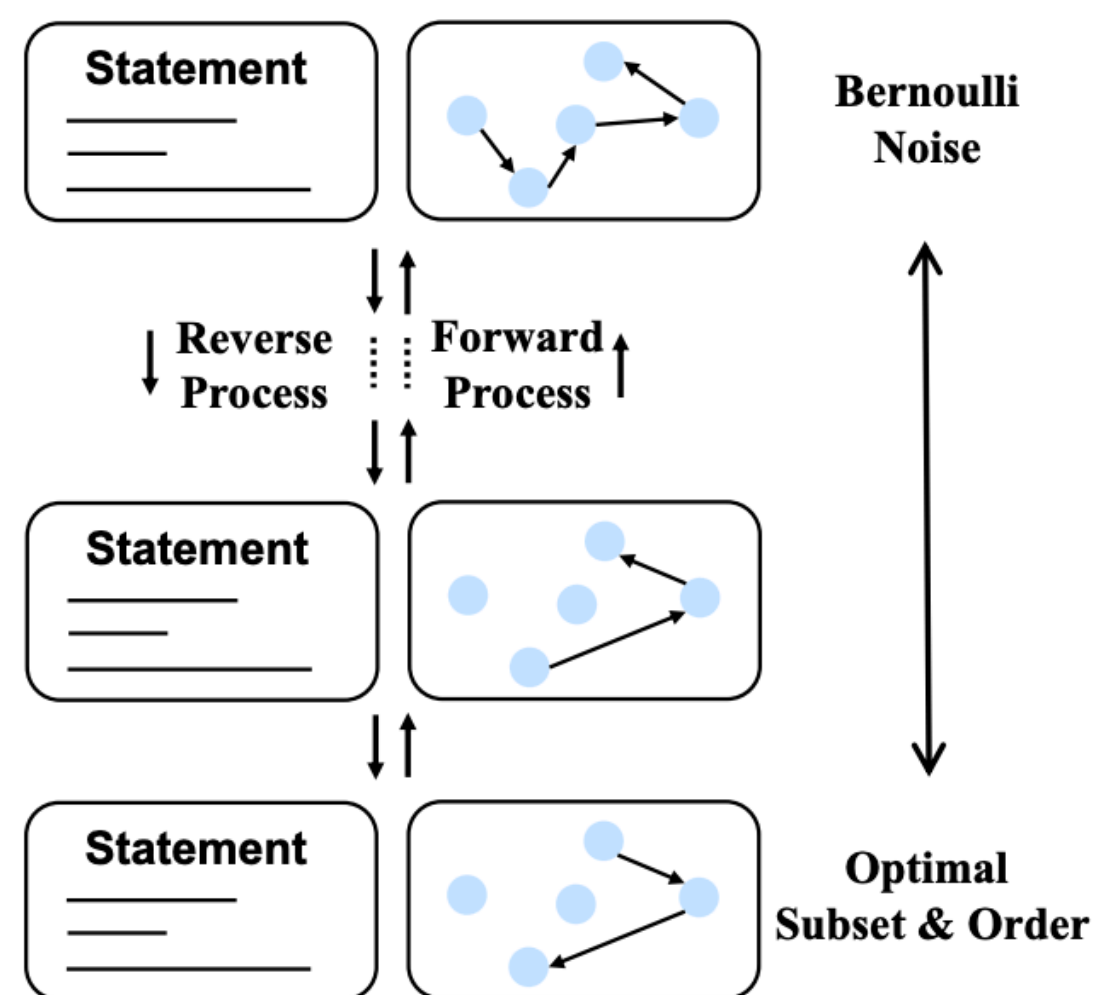 Statement
Bernoulli
Noise
Reverse
Process
Forward
Process
Statement
Statement
Optimal
Subset & Order